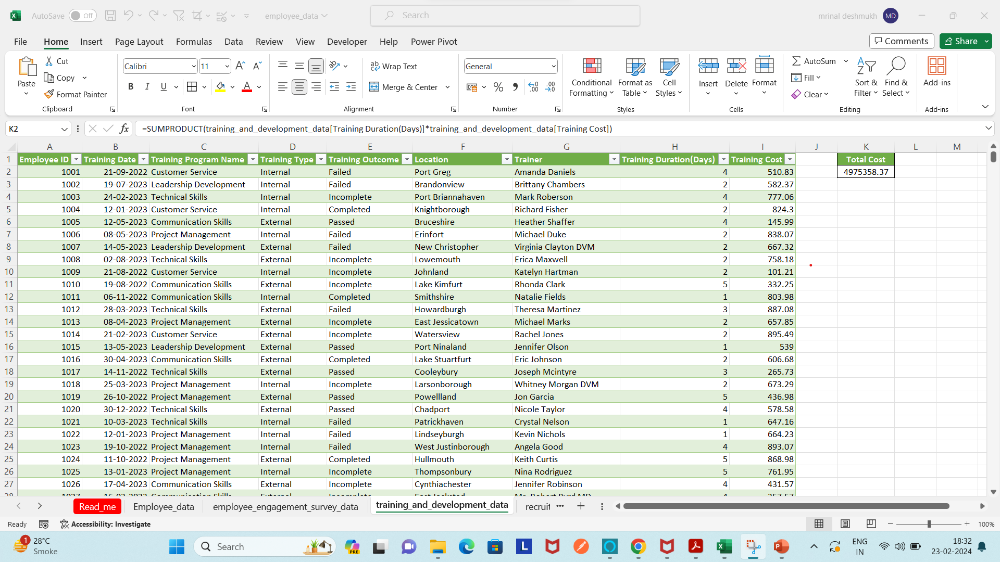 AutoSave Off employee_data Search mrinal deshmukh MD
File Home Insert Page Layout Formulas Data Review View Developer Help Power Pivot Comments Share
Paste Cut Copy Format Painter Clipboard
Calibri 11 B I U A Font
Wrap Text Merge & Center Alignment
General % Number
Conditional Formatting Format as Table Cell Styles Styles
Insert Delete Format Cells
AutoSum Fill Clear Sort & Filter Find & Select Editing
Add-ins Add-ins
K2 fx =SUMPRODUCT(training_and_development_data[Training Duration(Days)]*training_and_development_data[Training Cost])
A B C D E F G H I J K L M
1 Employee ID Training Date Training Program Name Training Type Training Outcome Location Trainer Training Duration(Days) Training Cost Total Cost
2 1001 21-09-2022 Customer Service Internal Failed Port Greg Amanda Daniels 4 510.83 4975358.37
3 1002 19-07-2023 Leadership Development Internal Failed Brandonview Brittany Chambers 2 582.37
4 1003 24-02-2023 Technical Skills Internal Incomplete Port Briannahaven Mark Roberson 4 777.06
5 1004 12-01-2023 Customer Service Internal Completed Knightborough Richard Fisher 2 824.3
6 1005 12-05-2023 Communication Skills External Passed Bruceshire Heather Shaffer 4 145.99
7 1006 08-05-2023 Project Management Internal Failed Erinfort Michael Duke 2 838.07
8 1007 14-05-2023 Leadership Development External Failed New Christopher Virginia Clayton DVM 2 667.32
9 1008 02-08-2023 Technical Skills External Incomplete Lowemouth Erica Maxwell 2 758.18
10 1009 21-08-2022 Customer Service Internal Incomplete Johnland Katelyn Hartman 2 101.21
11 1010 19-08-2022 Communication Skills External Incomplete Lake Kimfurt Rhonda Clark 5 332.25
12 1011 06-11-2022 Communication Skills Internal Completed Smithshire Natalie Fields 1 803.98
13 1012 28-03-2023 Technical Skills External Failed Howardburgh Theresa Martinez 3 887.08
14 1013 08-04-2023 Project Management External Incomplete East Jessicatown Michael Marks 2 657.85
15 1014 21-02-2023 Customer Service External Incomplete Watersview Rachel Jones 2 895.49
16 1015 13-05-2023 Leadership Development External Passed Port Ninaland Jennifer Olson 1 539
17 1016 30-04-2023 Communication Skills External Completed Lake Stuartfurt Eric Johnson 2 606.68
18 1017 14-11-2022 Technical Skills External Passed Cooleybury Joseph Mcintyre 3 265.73
19 1018 25-03-2023 Project Management Internal Incomplete Larsonborough Whitney Morgan DVM 2 673.29
20 1019 26-10-2022 Project Management External Passed Powellland Jon Garcia 5 436.98
21 1020 30-12-2022 Technical Skills External Passed Chadport Nicole Taylor 4 578.58
22 1021 10-03-2023 Technical Skills Internal Failed Patrickhaven Crystal Nelson 1 647.16
23 1022 12-01-2023 Project Management Internal Failed Lindseyburgh Kevin Nichols 1 664.23
24 1023 19-10-2022 Project Management Internal Failed West Justinborough Angela Good 4 893.07
25 1024 11-10-2022 Project Management External Completed Hullmouth Keith Curtis 5 868.98
26 1025 13-01-2023 Project Management Internal Incomplete Thompsonbury Nina Rodriguez 5 761.95
27 1026 17-04-2023 Communication Skills External Incomplete Cynthiachester Jennifer Robinson 4 431.57
Read_me Employee_data employee_engagement_survey_data training_and_development_data recruit
Ready Accessibility: Investigate 100%
1 28°C Smoke Search PRE L ENG IN 18:32 23-02-2024